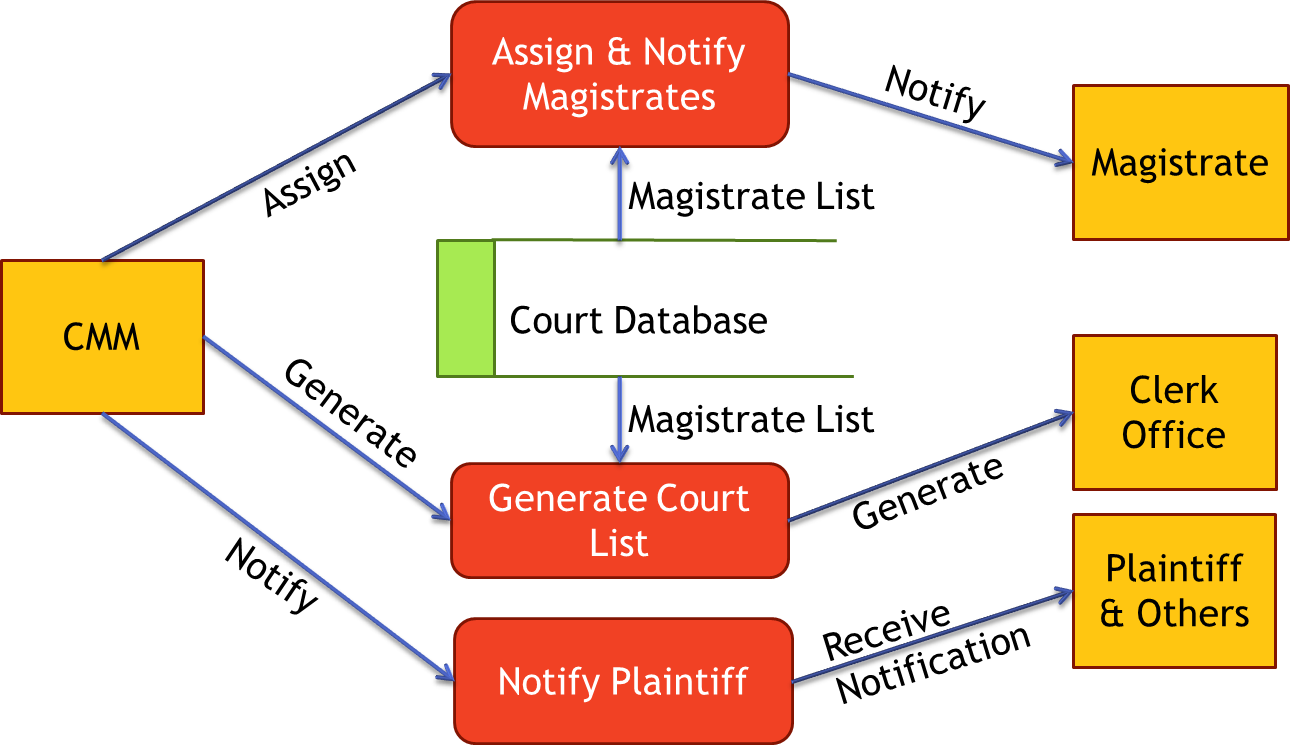 Assign & Notify
Magistrates
Notify
Magistrate
Assign
Magistrate List
CMM
Court Database
Generate
Magistrate List
Clerk
Office
Generate Court
List
Generate
Notify
Plaintiff
& Others
Notify Plaintiff
Receive
Notification